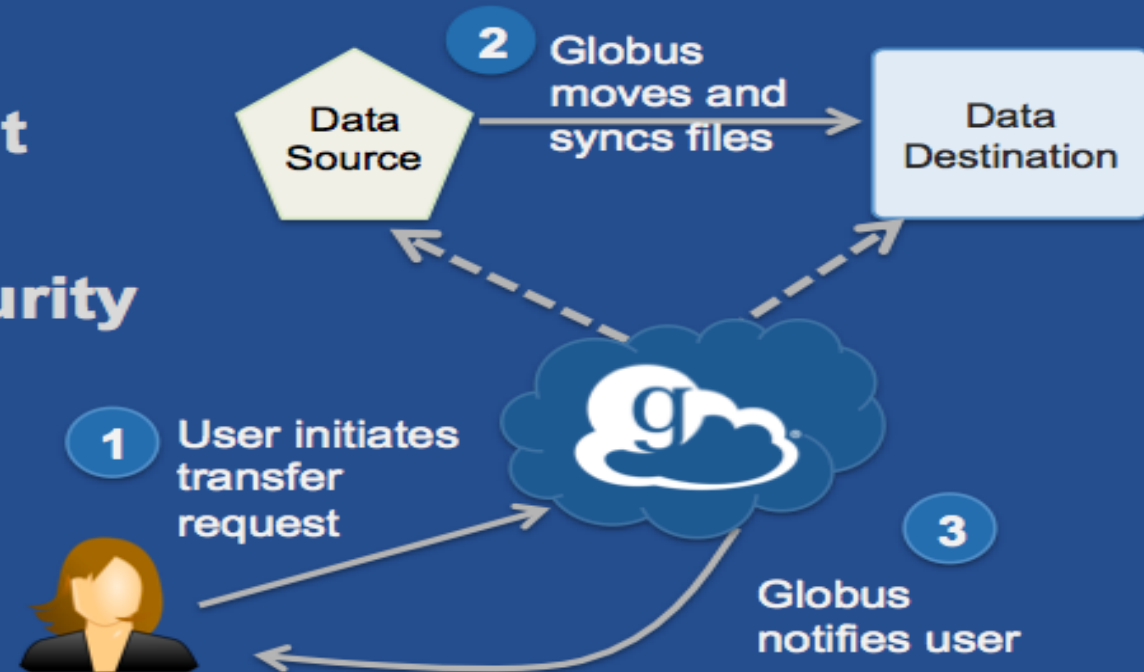 t
urity
2
Globus
moves and
syncs files
Data
Source
Data
Destination
1
User initiates
transfer
request
g
3
Globus
notifies user